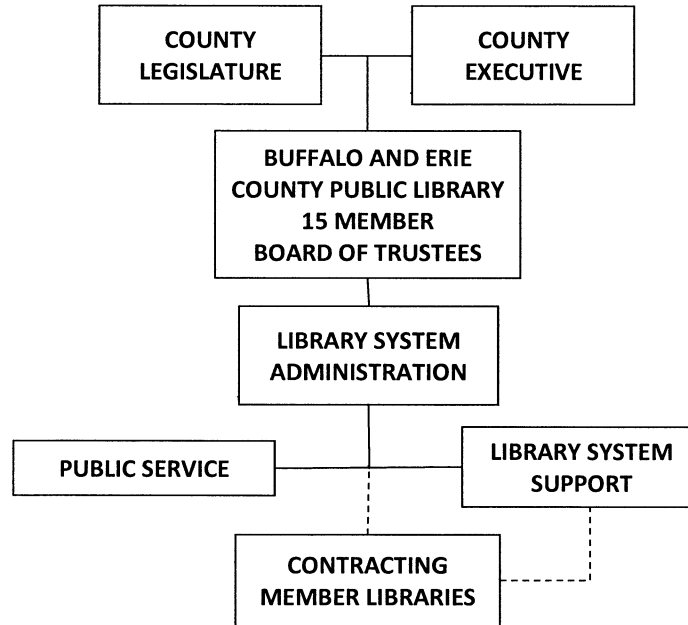 COUNTY
LEGISLATURE
COUNTY
EXECUTIVE
BUFFALO AND ERIE
COUNTY PUBLIC LIBRARY
15 MEMBER
BOARD OF TRUSTEES
LIBRARY SYSTEM
ADMINISTRATION
PUBLIC SERVICE
LIBRARY SYSTEM
SUPPORT
CONTRACTING
MEMBER LIBRARIES